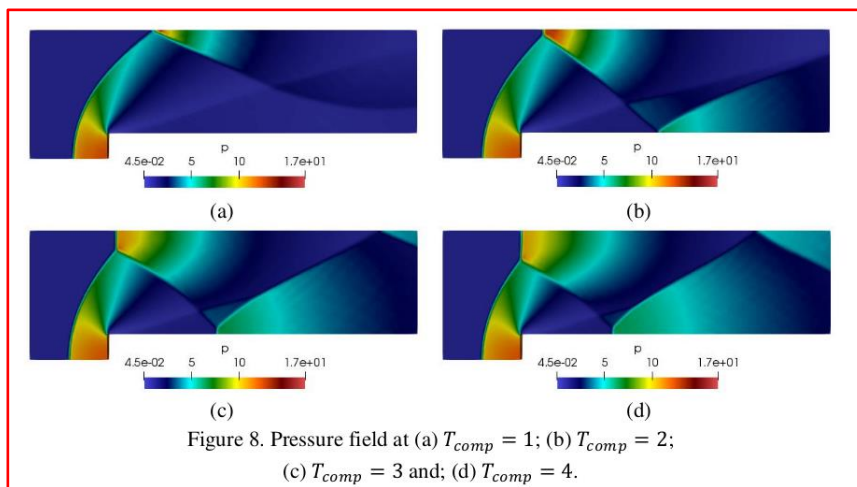 p
4.5e-02 5 10 1.7e+01
(a)
p
4.5e-02 5 10 1.7e+01
(b)
p
4.5e-02 5 10 1.7e+01
(c)
p
4.5e-02 5 10 1.7e+01
(d)
Figure 8. Pressure field at (a) T_comp = 1; (b) T_comp = 2;
(c) T_comp = 3 and; (d) T_comp = 4.